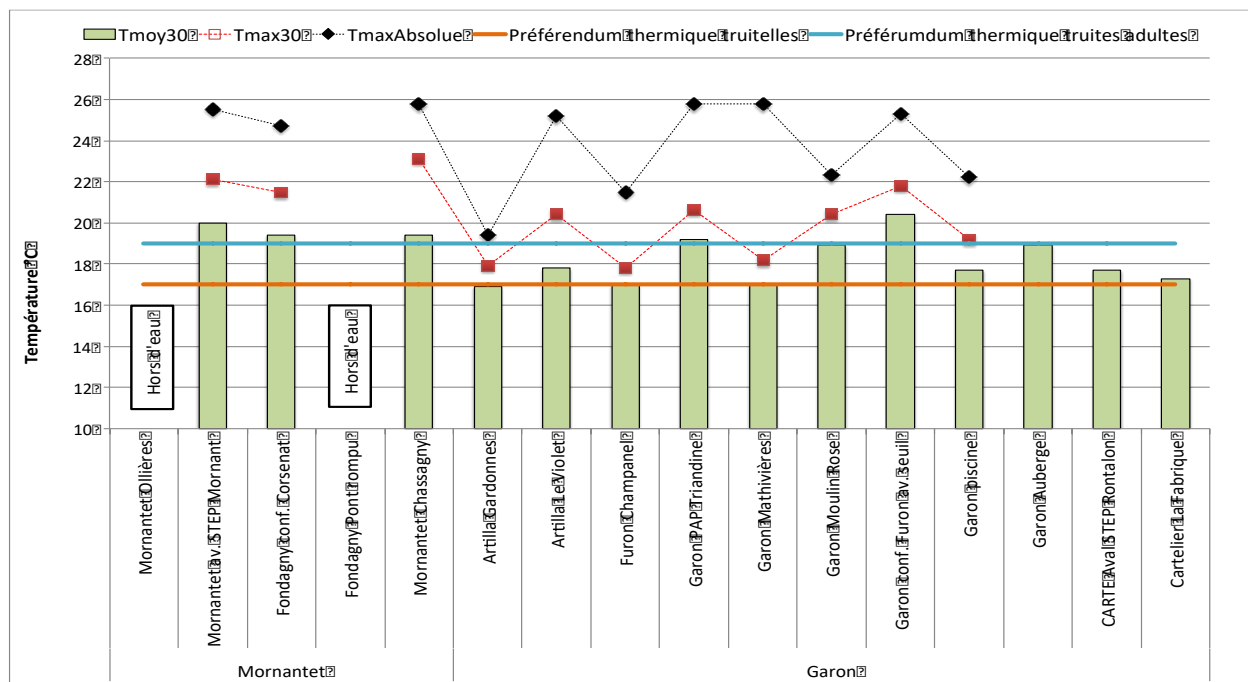 Tmoy30 Tmax30 TmaxAbsolue Préférendum thermique truitelles Préférumdum thermique truites adultes
28
26
24
22
20
18
16
14
12
10
Température °C
Hors d'eau
Hors d'eau
Mornantet Ollières
Mornantet av. STEP Mornant
Fondagny conf. Corsenat
Fondagny Pont rompu
Mornantet Chassagny
Artilla Gardonnes
Artilla Le Violet
Furon Champanel
Garon PAP Triandine
Garon Mathivières
Garon Moulin Rose
Garon conf. Furon av. seuil
Garon piscine
Garon Auberge
CARTE Aval STEP Rontalon
Cartelier La Fabrique
Mornantet
Garon